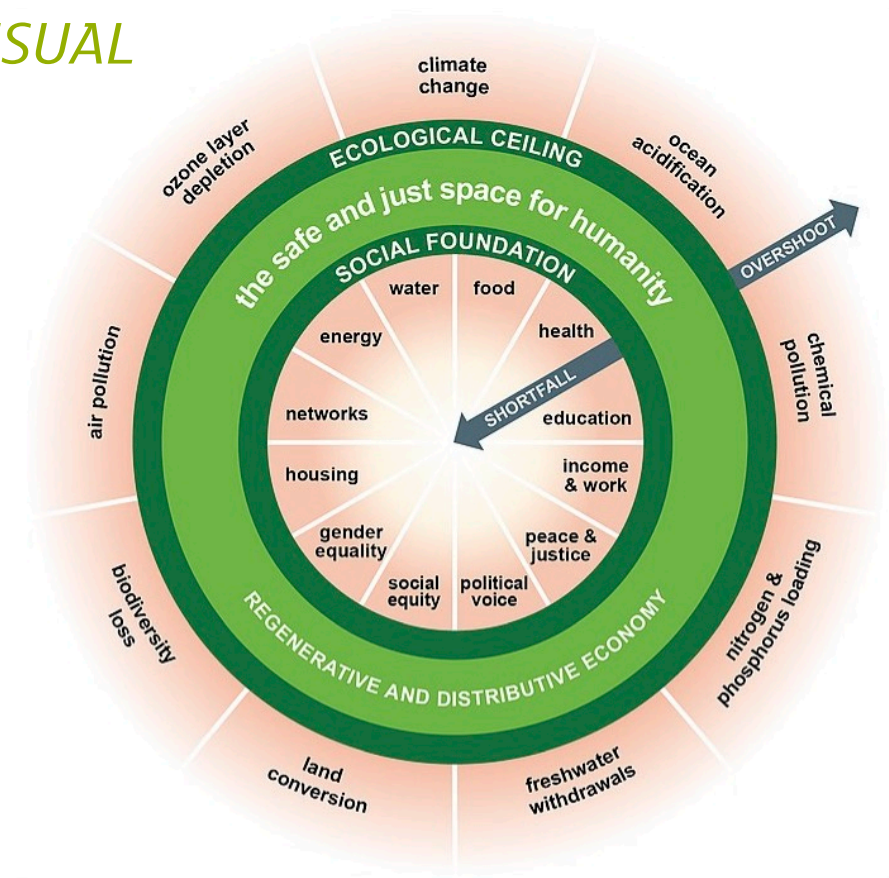 SUAL
climate
change
ocean
acidification
OVERSHOOT
chemical
pollution
nitrogen &
phosphorus loading
freshwater
withdrawals
land
conversion
biodiversity
loss
air pollution
ozone layer
depletion
ECOLOGICAL CEILING
the safe and just space for humanity
SOCIAL FOUNDATION
water
food
energy
health
SHORTFALL
networks
education
housing
income
& work
gender
equality
peace &
justice
social
equity
political
voice
REGENERATIVE AND DISTRIBUTIVE ECONOMY